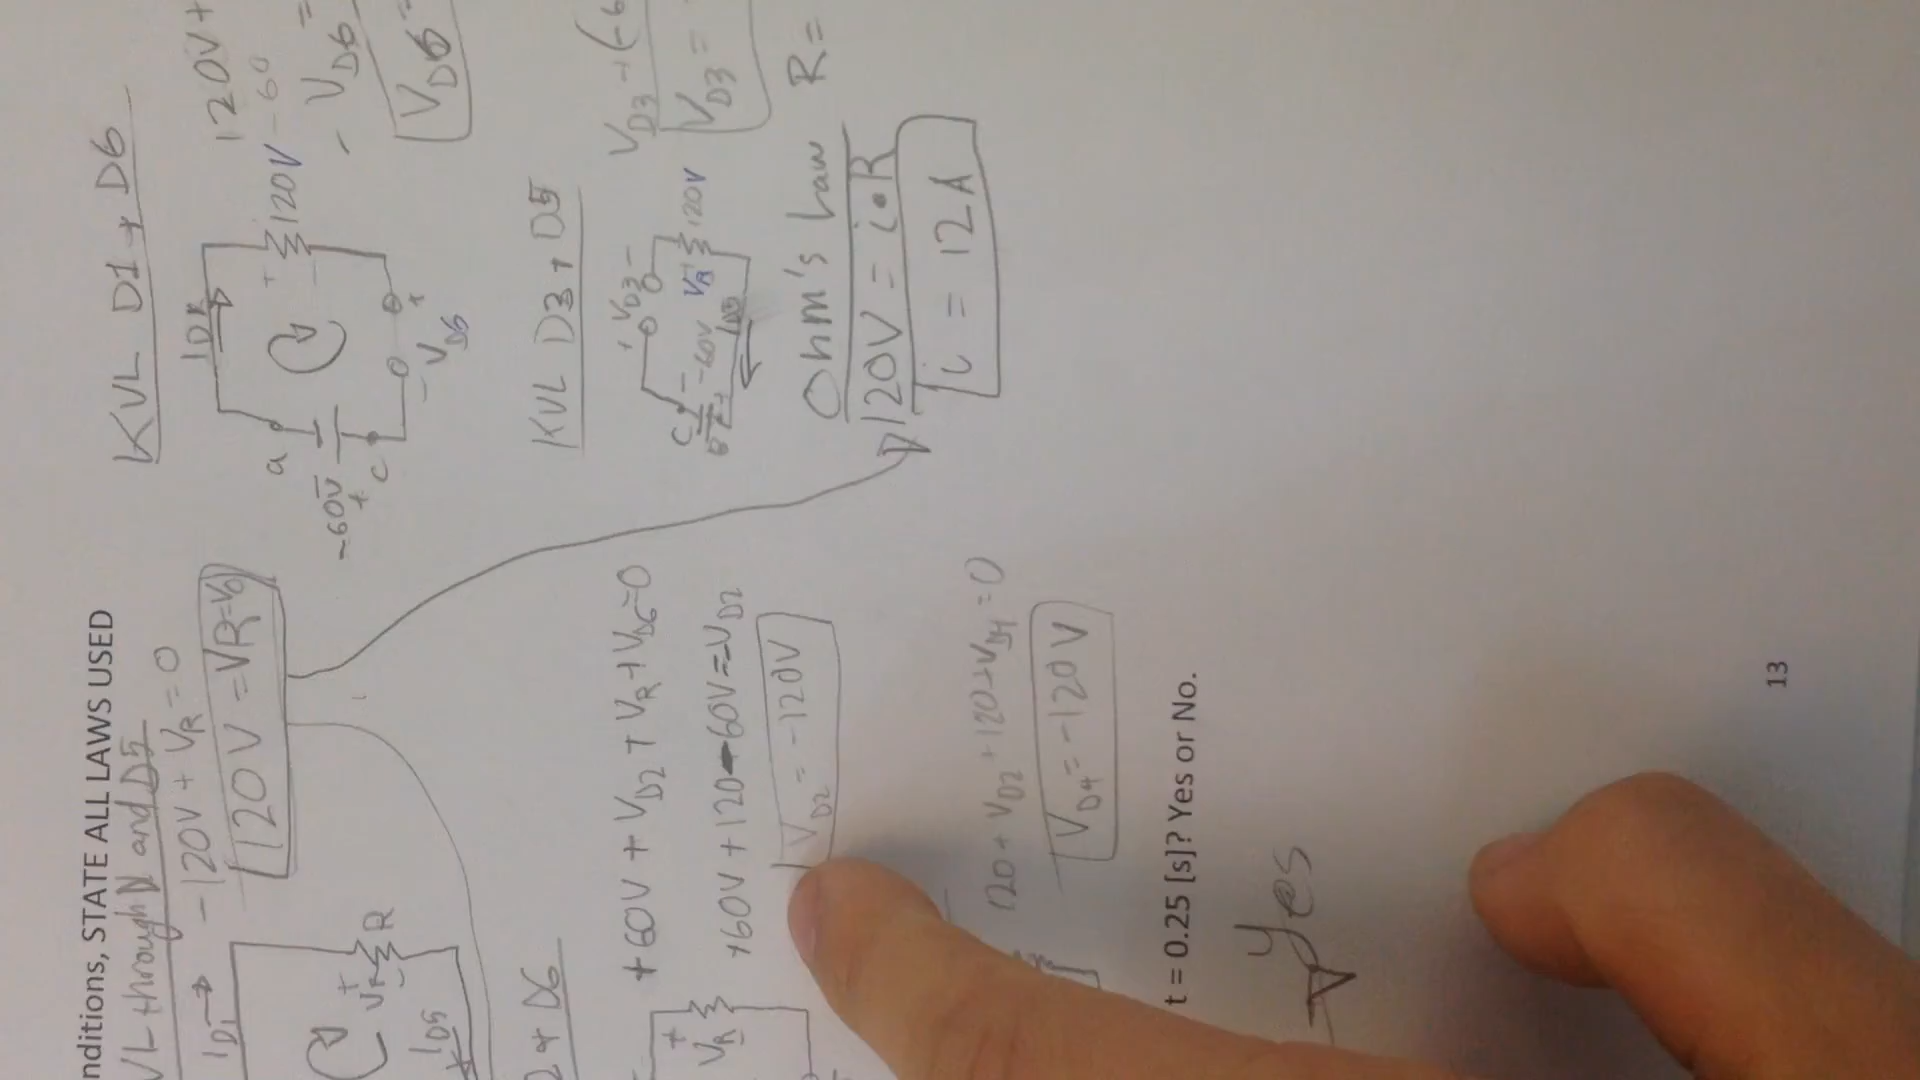 nditions, STATE ALL LAWS USED
VL through D1 and D5
ID1 → -120V + VR = 0
120V = VR = V0
+ VR -
R
ID5
2 + D6
+60V + VD2 + VR + VD6 = 0
+60V + 120 - 60V = -VD2
VD2 = -120V
+
VR
120 + VD2 + 120 + VD4 = 0
VD4 = -120V
t = 0.25 [s]? Yes or No.
Yes
KVL D1 + D6
a
-60V
+
c
+
120V
- VD6 +
120V +
-60
- VD6 =
VD6 =
KVL D3 + D5
+ VD3 -
C
-60V
VR
120V
ID5
VD3 + (-6
VD3 =
Ohm's Law
120V = i·R
i = 12A
R =
13